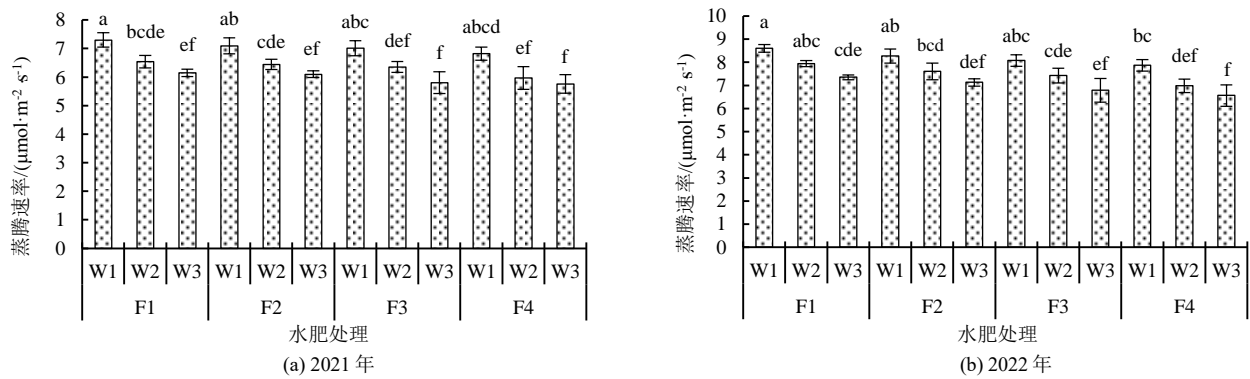 蒸腾速率/(μmol·m-2 s-1)
8
7
6
5
4
3
2
1
0
a bcde ef ab cde ef abc def f abcd ef f
W1 W2 W3 W1 W2 W3 W1 W2 W3 W1 W2 W3
F1 F2 F3 F4
水肥处理
(a) 2021 年
蒸腾速率/(μmol·m-2 s-1)
10
9
8
7
6
5
4
3
2
1
0
a abc cde ab bcd def abc cde ef bc def f
W1 W2 W3 W1 W2 W3 W1 W2 W3 W1 W2 W3
F1 F2 F3 F4
水肥处理
(b) 2022 年